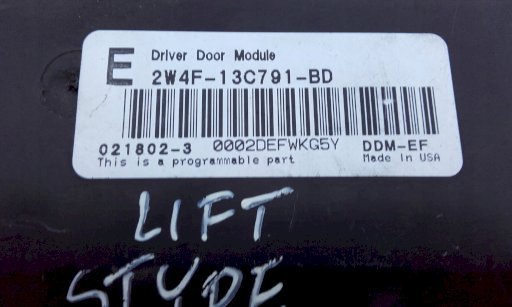 E
Driver Door Module
2W4F-13C791-BD
021802-3 0002DEFWKG5Y DDM-EF
This is a programmable part Made In USA
LIFT
STYDE